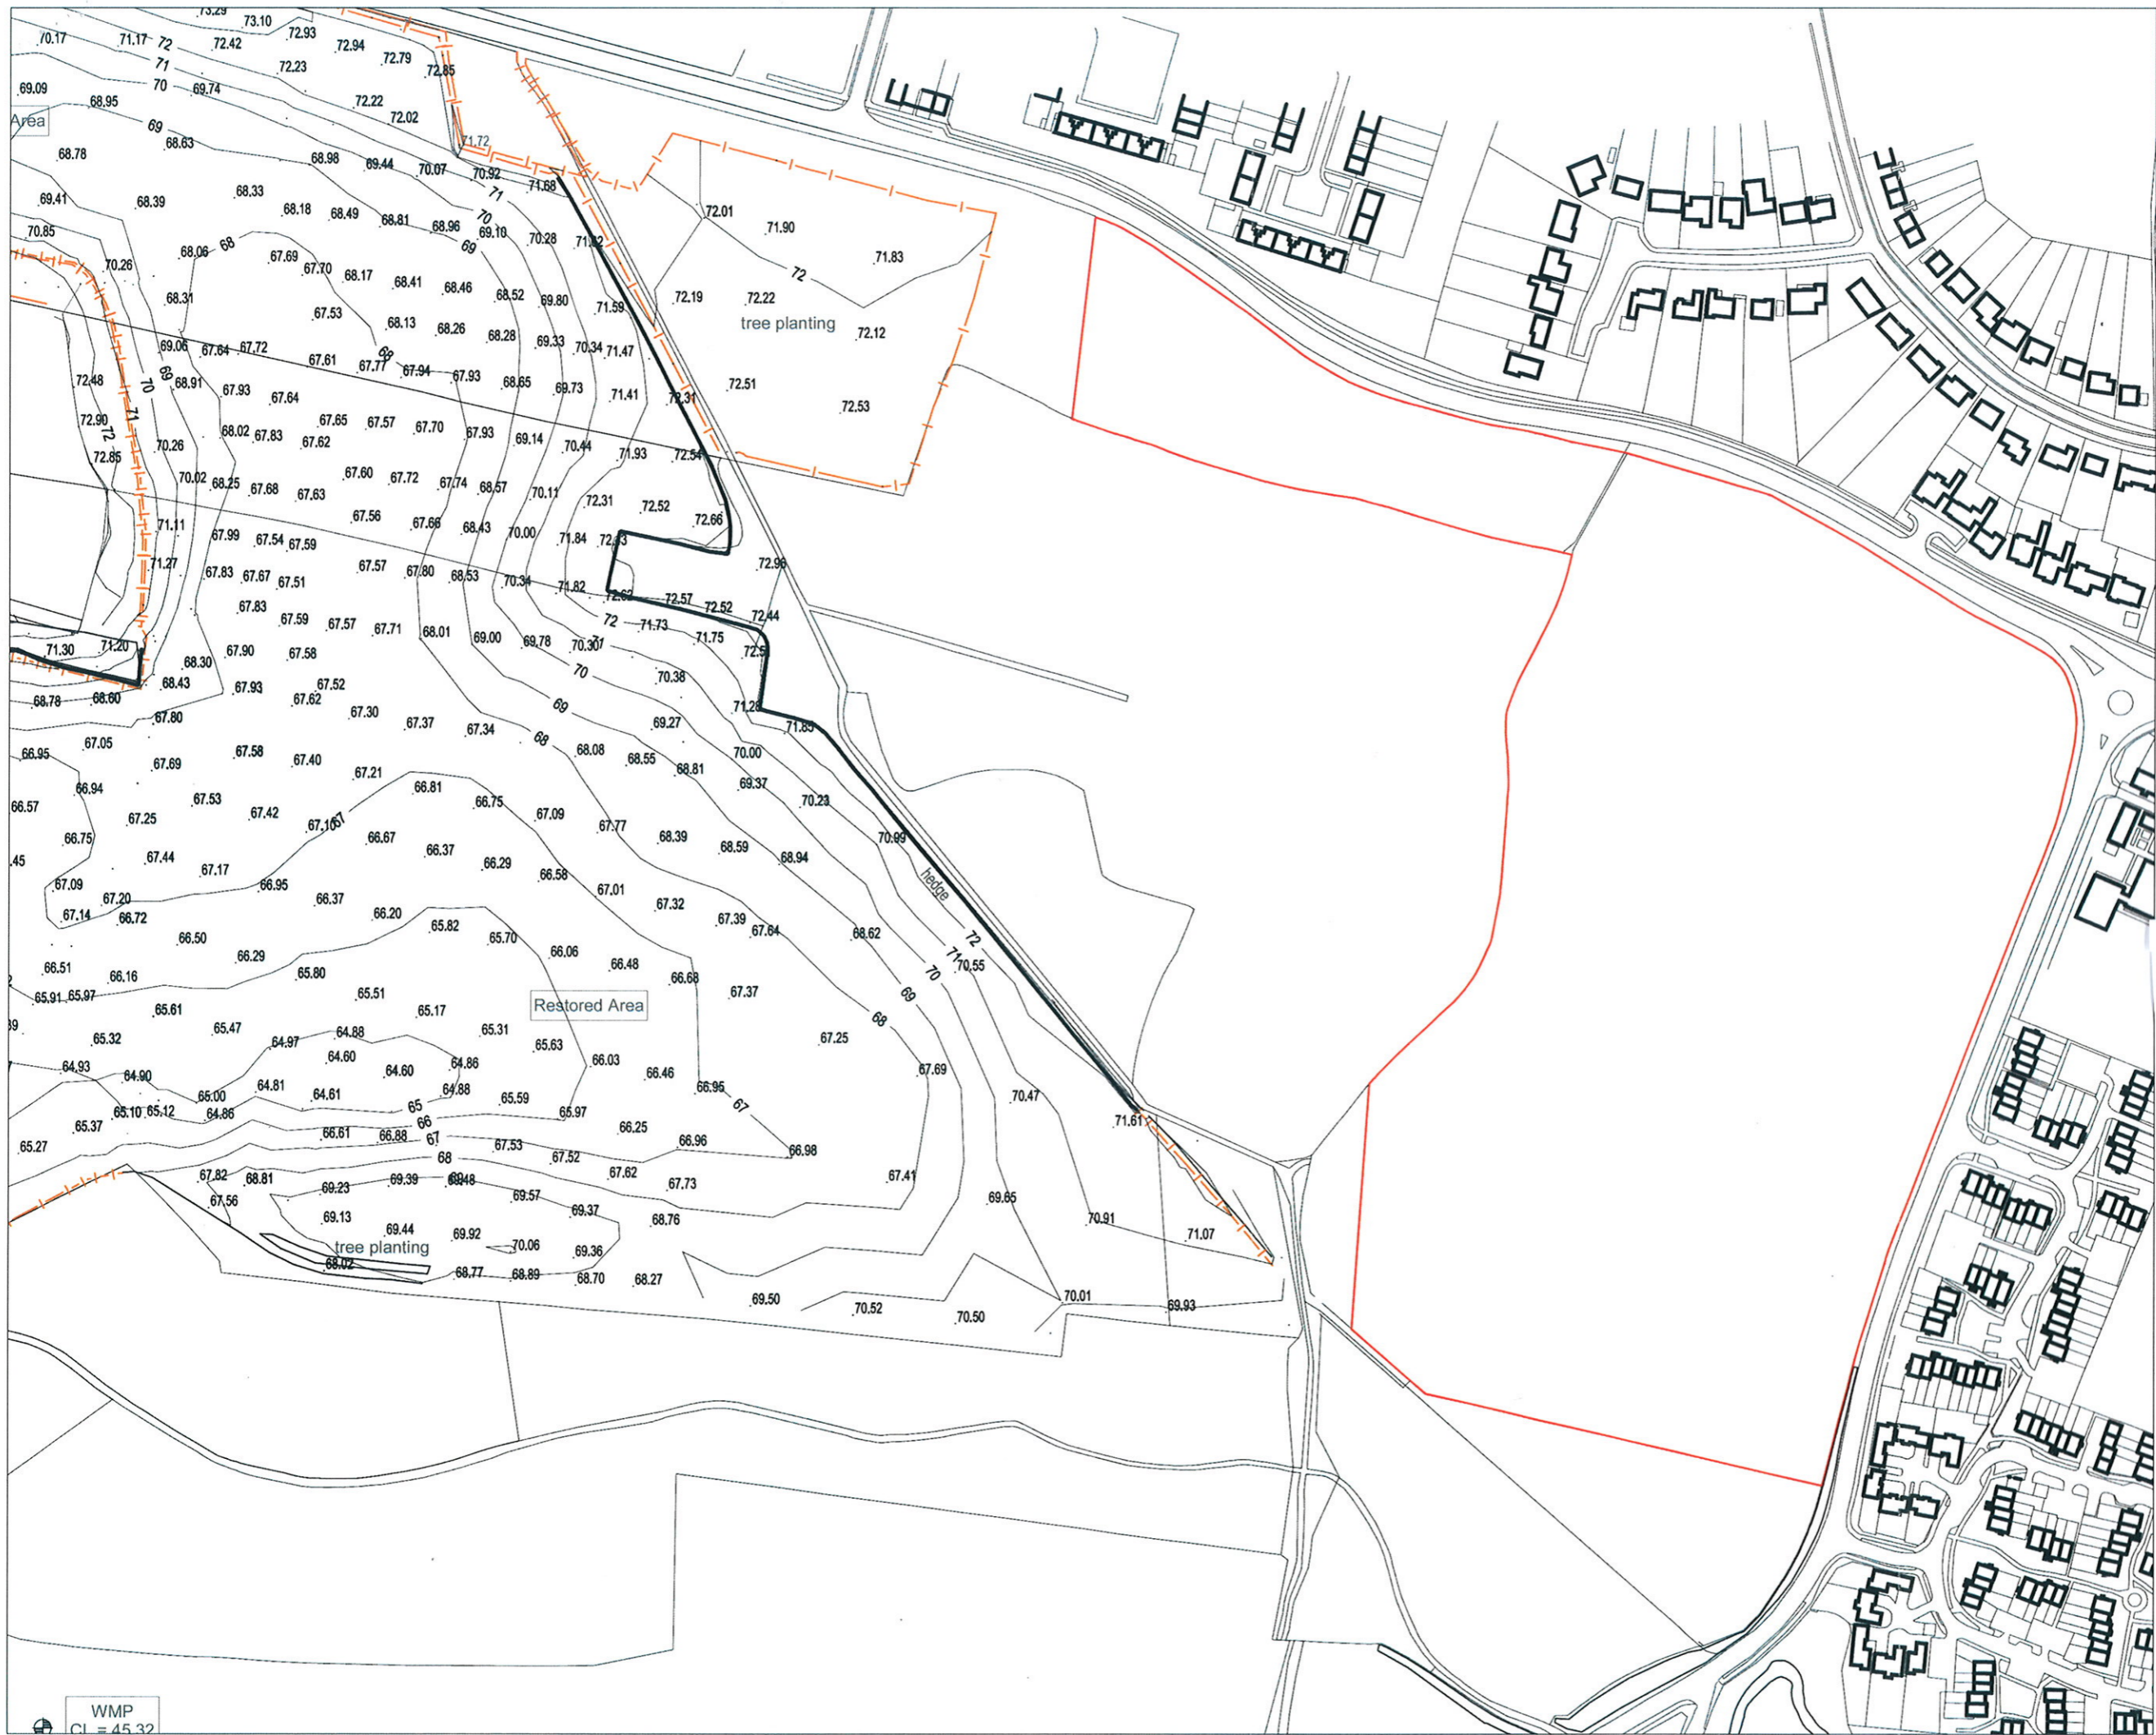 73.29 73.10 72.93
70.17 71.17 72 72.42 72.94 72.79
71 72.23 72.85
69.09 70 69.74
68.95 72.22 72.02
Area 69 68.63 71.72
68.78 68.98 69.44 70.07 70.92 71.68
69.41 68.39 68.33 68.18 68.49 68.81 68.96 70 71
70.85 68.06 68 69.10 70.28 72.01 71.90
70.26 67.69 67.70 68.17 68.41 68.46 69 71.83
68.31 67.53 68.52 69.80 71.59 72.19 72.22 72
68.13 68.26 68.28 69.33 70.34 71.47 tree planting 72.12
69.06 67.64 67.72 67.61 67.77 68 67.94 67.93
72.48 70 69 68.91 67.93 67.64 68.65 69.73 71.41 72.31 72.51 72.53
72.90 72 71 68.02 67.83 67.65 67.62 67.57 67.70 67.93 69.14 70.44 71.93 72.54
72.85 70.26 70.02 68.25 67.68 67.63 67.60 67.72 67.74 68.57 70.11 72.31 72.52 72.66
71.11 67.99 67.54 67.59 67.56 67.66 68.43 70.00 71.84
71.27 67.83 67.67 67.51 67.57 67.80 68.53 70.34 71.82 72.62 72.57 72.52 72.44
67.83 67.59 67.57 67.71 68.01 69.00 69.78 70.30 72 71.73 71.75
71.30 71.20 68.30 67.90 67.58 70 71 70.38
68.78 68.60 68.43 67.93 67.62 67.52 67.30 67.37 67.34 69 69.27 71.85
67.80 67.05 66.95 67.69 67.58 67.40 67.21 68 68.08 68.55 68.81 70.00 69.37
66.94 66.57 67.25 67.53 67.42 67.10 67 66.81 66.75 67.09 67.77 70.23 70.99
66.75 .45 67.44 67.17 66.67 66.37 66.29 66.58 68.39 68.59 68.94 hedge
67.09 67.14 67.20 66.72 66.95 66.37 66.20 65.82 65.70 67.01 67.32 67.39 67.64 68.62 72
66.51 66.50 66.16 66.29 65.80 66.06 66.48 66.68 67.37 70 71 70.55
65.91 65.97 65.61 65.51 65.17 65.31 Restored Area 69 68
65.32 65.47 64.97 64.88 64.60 65.63 66.03 67.25 67.69
64.93 64.90 65.00 64.86 64.81 64.61 64.60 64.86 64.88 65.59 65.97 66.46 66.95 67 70.47
65.27 65.37 65.10 65.12 65 66 66.61 66.88 67 67.53 67.52 66.25 66.96 66.98 71.61
67.82 67.56 68.81 69.23 69.39 68 69.48 69.57 67.62 67.73 67.41
69.13 69.44 69.92 70.06 69.37 69.36 68.76 69.65 70.91 71.07
tree planting
68.02 68.77 68.89 68.70 68.27 69.50 70.52 70.50 70.01 69.93
WMP
CL = 45.32